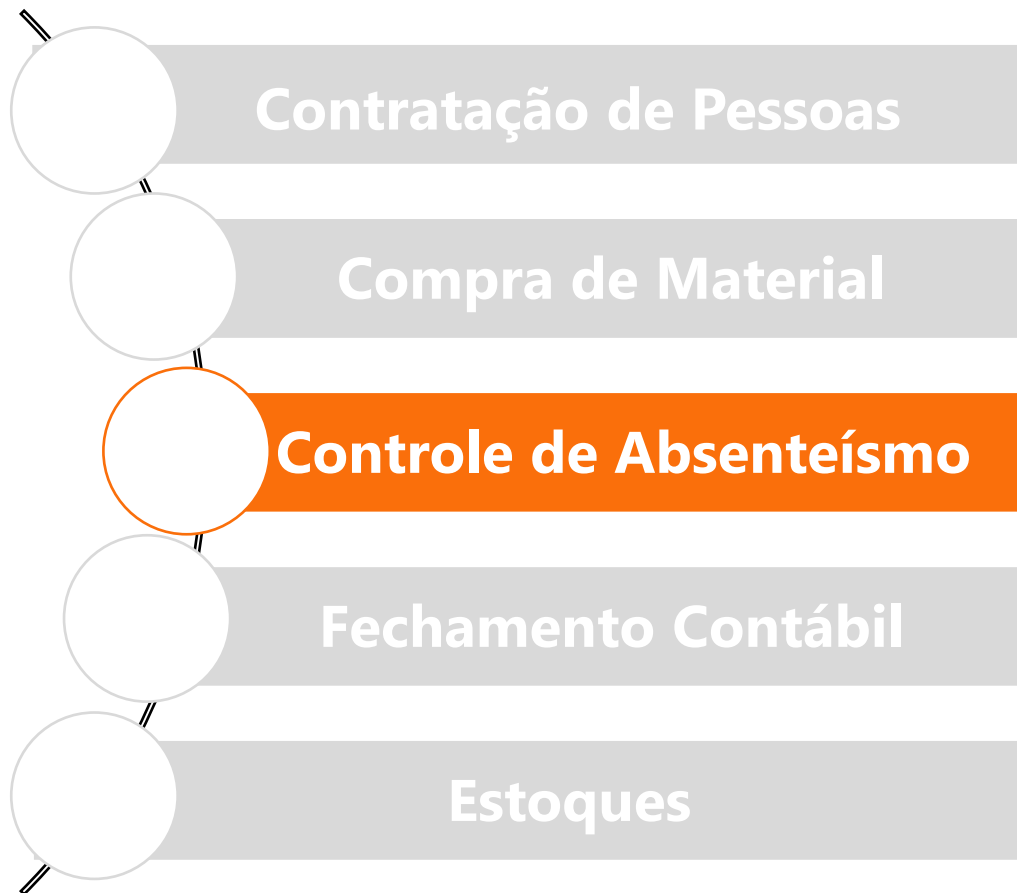 Contratação de Pessoas
Compra de Material
Controle de Absenteísmo
Fechamento Contábil
Estoques